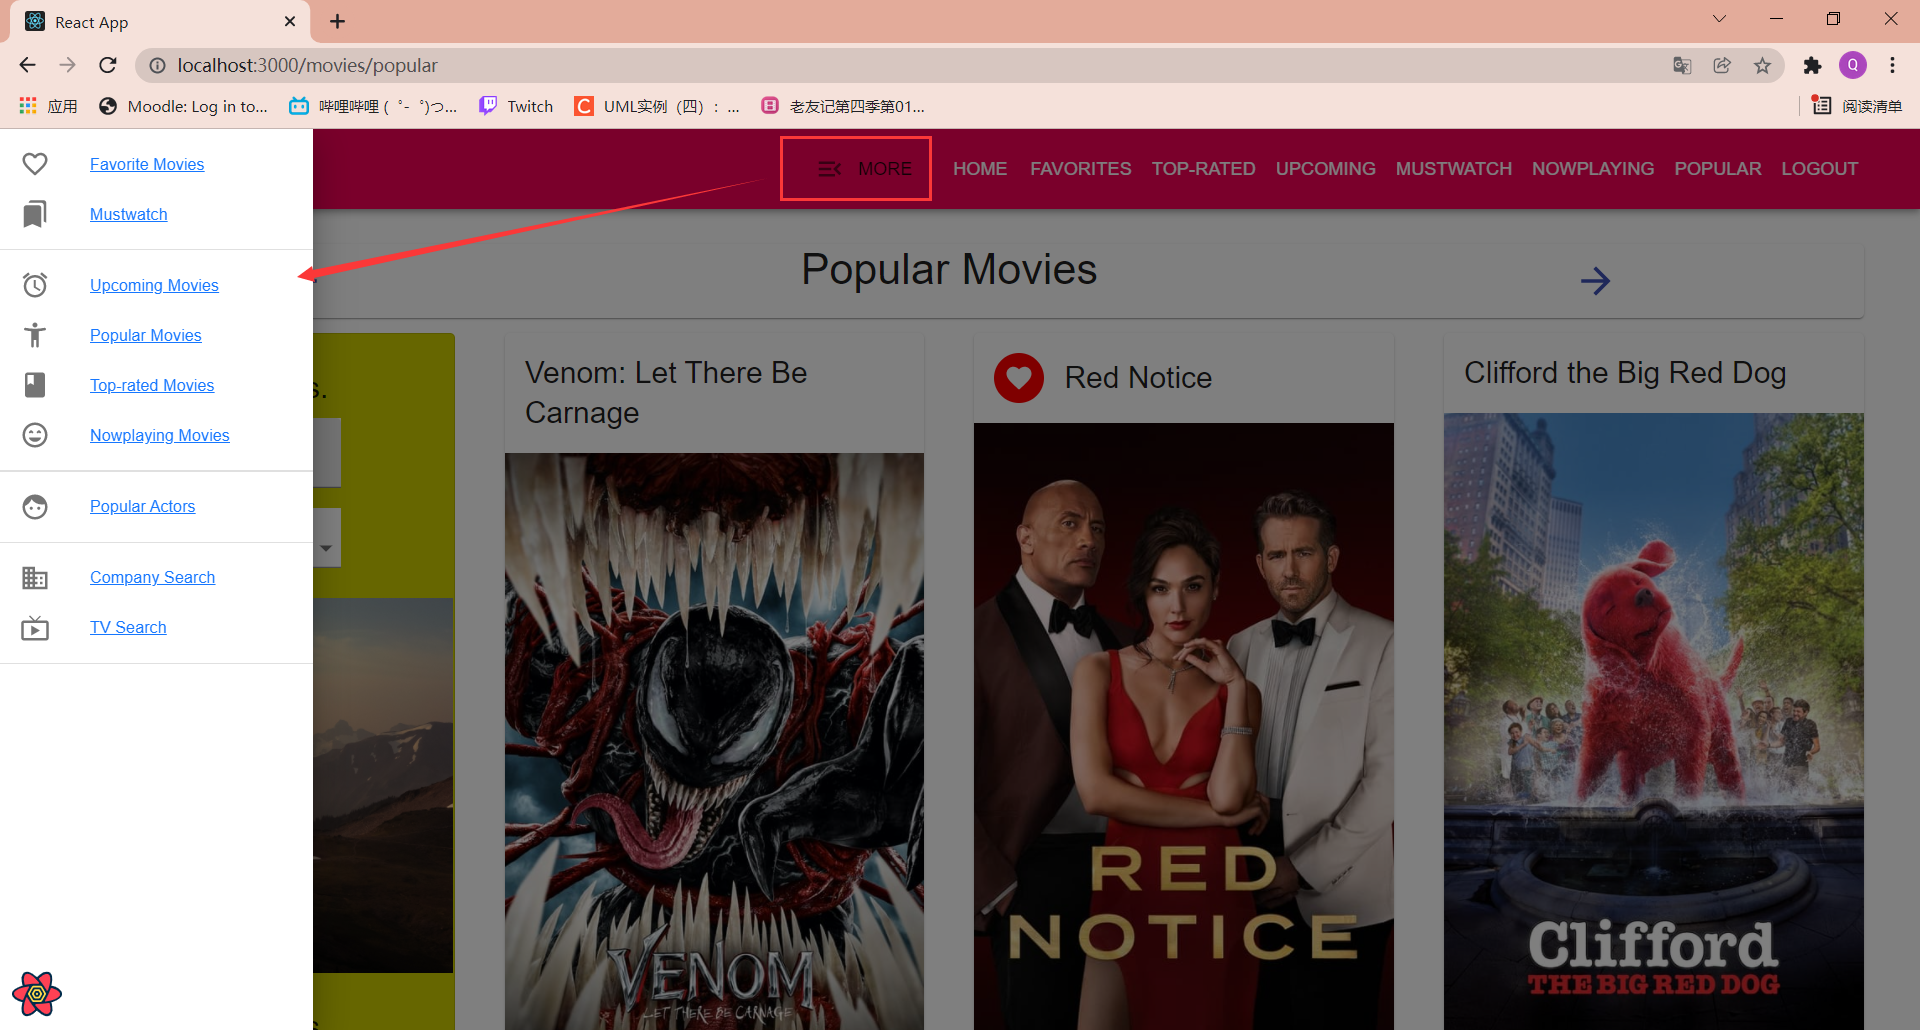 React App
localhost:3000/movies/popular
Q
应用
Moodle: Log in to...
哔哩哔哩 ( ゜- ゜)つ...
Twitch
UML实例（四）：...
老友记第四季第01...
阅读清单
Favorite Movies
Mustwatch
Upcoming Movies
Popular Movies
Top-rated Movies
Nowplaying Movies
Popular Actors
Company Search
TV Search
MORE
HOME
FAVORITES
TOP-RATED
UPCOMING
MUSTWATCH
NOWPLAYING
POPULAR
LOGOUT
Popular Movies
s.
Venom: Let There Be
Carnage
VENOM
LET THERE BE CARNAGE
Red Notice
RED
NOTICE
Clifford the Big Red Dog
Clifford
THE BIG RED DOG